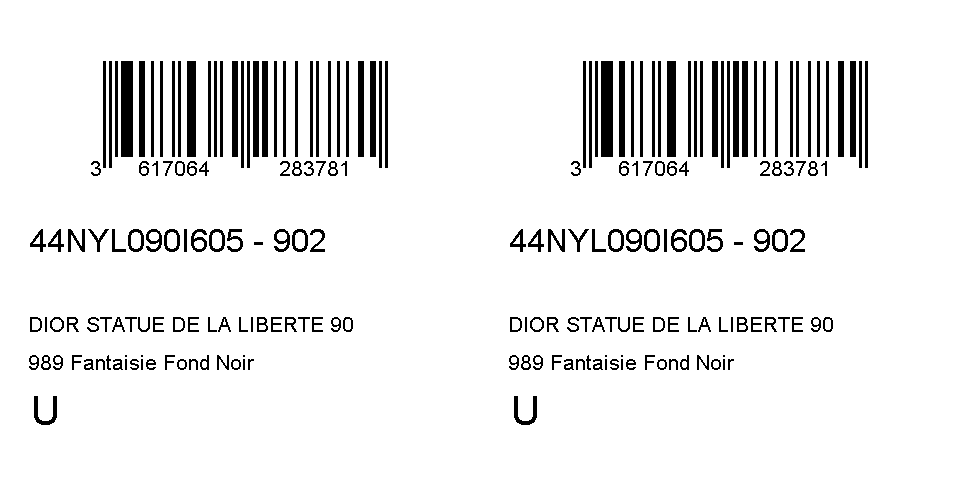 3 617064 283781
44NYL090I605 - 902
DIOR STATUE DE LA LIBERTE 90
989 Fantaisie Fond Noir
U
3 617064 283781
44NYL090I605 - 902
DIOR STATUE DE LA LIBERTE 90
989 Fantaisie Fond Noir
U